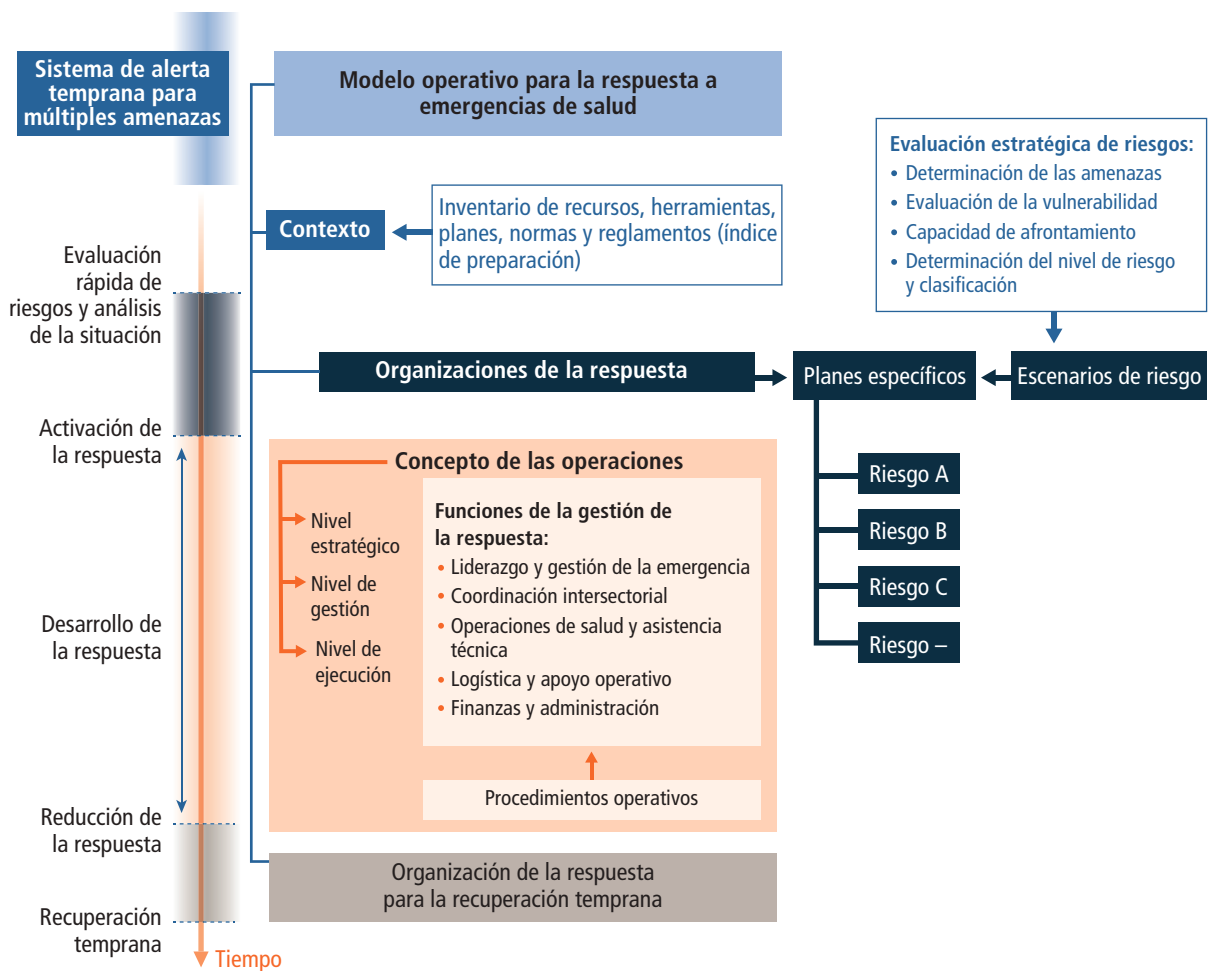 Sistema de alerta
temprana para
múltiples amenazas
Evaluación
rápida de
riesgos y análisis
de la situación
Activación de
la respuesta
Desarrollo de
la respuesta
Reducción de
la respuesta
Recuperación
temprana
Tiempo
Modelo operativo para la respuesta a
emergencias de salud
Contexto
Inventario de recursos, herramientas,
planes, normas y reglamentos (índice
de preparación)
Organizaciones de la respuesta
Concepto de las operaciones
Nivel
estratégico
Nivel de
gestión
Nivel de
ejecución
Funciones de la gestión de
la respuesta:
• Liderazgo y gestión de la emergencia
• Coordinación intersectorial
• Operaciones de salud y asistencia
técnica
• Logística y apoyo operativo
• Finanzas y administración
Procedimientos operativos
Organización de la respuesta
para la recuperación temprana
Evaluación estratégica de riesgos:
• Determinación de las amenazas
• Evaluación de la vulnerabilidad
• Capacidad de afrontamiento
• Determinación del nivel de riesgo
y clasificación
Planes específicos
Escenarios de riesgo
Riesgo A
Riesgo B
Riesgo C
Riesgo –